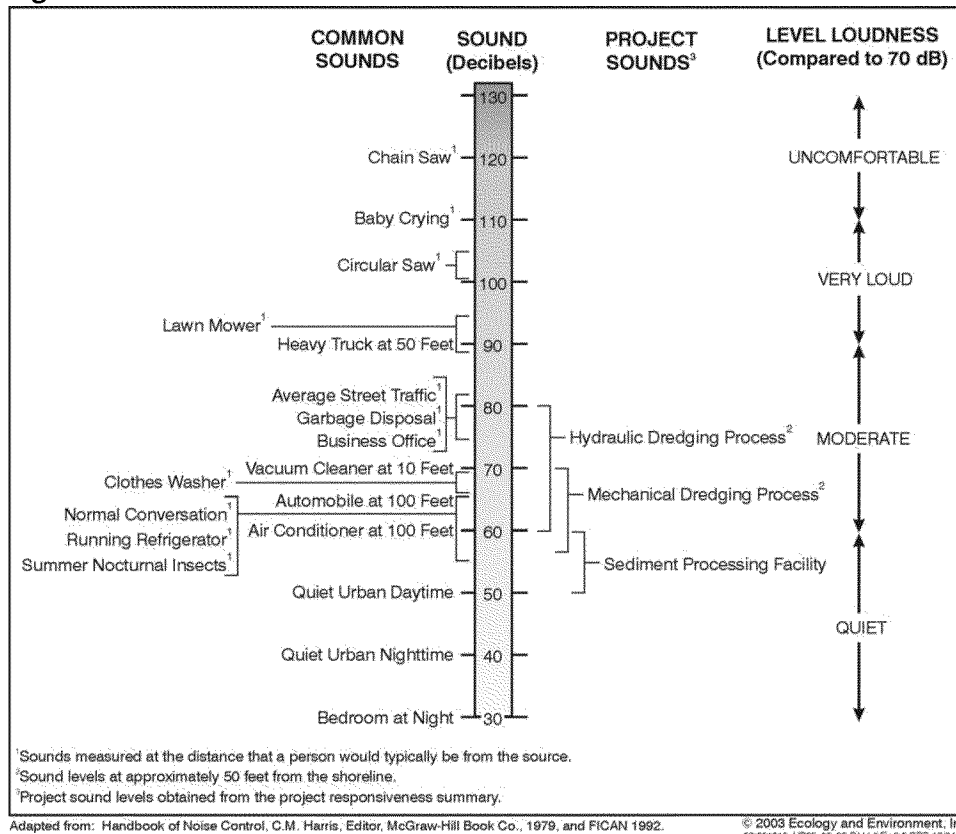 COMMON SOUNDS
SOUND (Decibels)
PROJECT SOUNDS³
LEVEL LOUDNESS (Compared to 70 dB)
130
Chain Saw¹
120
UNCOMFORTABLE
Baby Crying¹
110
Circular Saw¹
100
VERY LOUD
Lawn Mower¹
Heavy Truck at 50 Feet
90
Average Street Traffic¹
80
Garbage Disposal¹
Business Office¹
Hydraulic Dredging Process²
MODERATE
Vacuum Cleaner at 10 Feet
70
Clothes Washer¹
Automobile at 100 Feet
Mechanical Dredging Process²
Normal Conversation¹
Running Refrigerator¹
Summer Nocturnal Insects¹
Air Conditioner at 100 Feet
60
Sediment Processing Facility
Quiet Urban Daytime
50
QUIET
Quiet Urban Nighttime
40
Bedroom at Night
30
¹Sounds measured at the distance that a person would typically be from the source.
²Sound levels at approximately 50 feet from the shoreline.
³Project sound levels obtained from the project responsiveness summary.
Adapted from: Handbook of Noise Control, C.M. Harris, Editor, McGraw-Hill Book Co., 1979, and FICAN 1992.
© 2003 Ecology and Environment, In